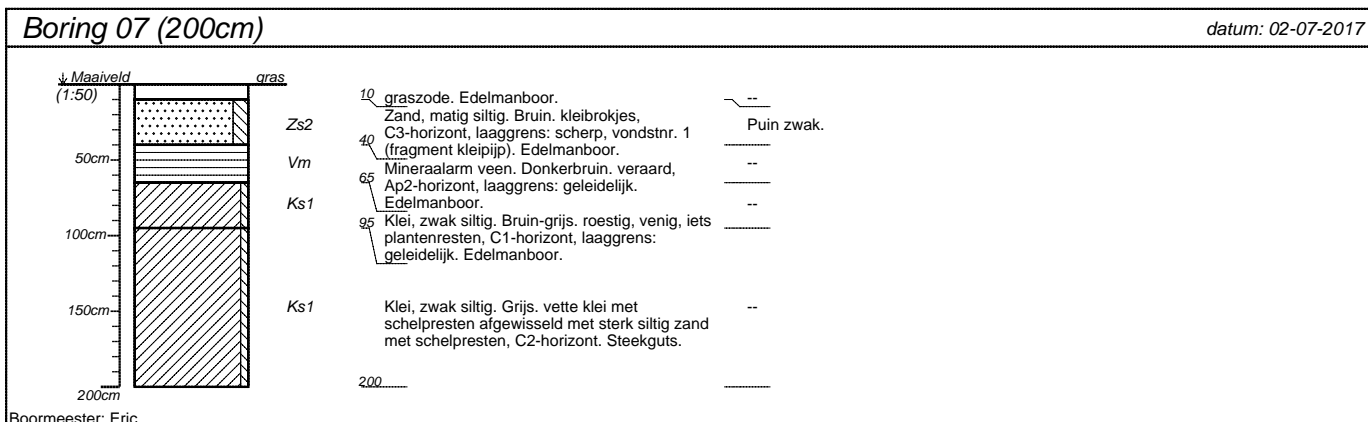 Boring 07 (200cm)
datum: 02-07-2017
Maaiveld
gras
(1:50)
50cm
100cm
150cm
200cm
Zs2
Vm
Ks1
Ks1
10
graszode. Edelmanboor.
--
Zand, matig siltig. Bruin. kleibrokjes,
C3-horizont, laaggrens: scherp, vondstnr. 1
(fragment kleipijp). Edelmanboor.
Puin zwak.
40
Mineraalarm veen. Donkerbruin. veraard,
Ap2-horizont, laaggrens: geleidelijk.
Edelmanboor.
--
65
Klei, zwak siltig. Bruin-grijs. roestig, venig, iets
plantenresten, C1-horizont, laaggrens:
geleidelijk. Edelmanboor.
--
95
Klei, zwak siltig. Grijs. vette klei met
schelpresten afgewisseld met sterk siltig zand
met schelpresten, C2-horizont. Steekguts.
--
200
Boormeester: Eric